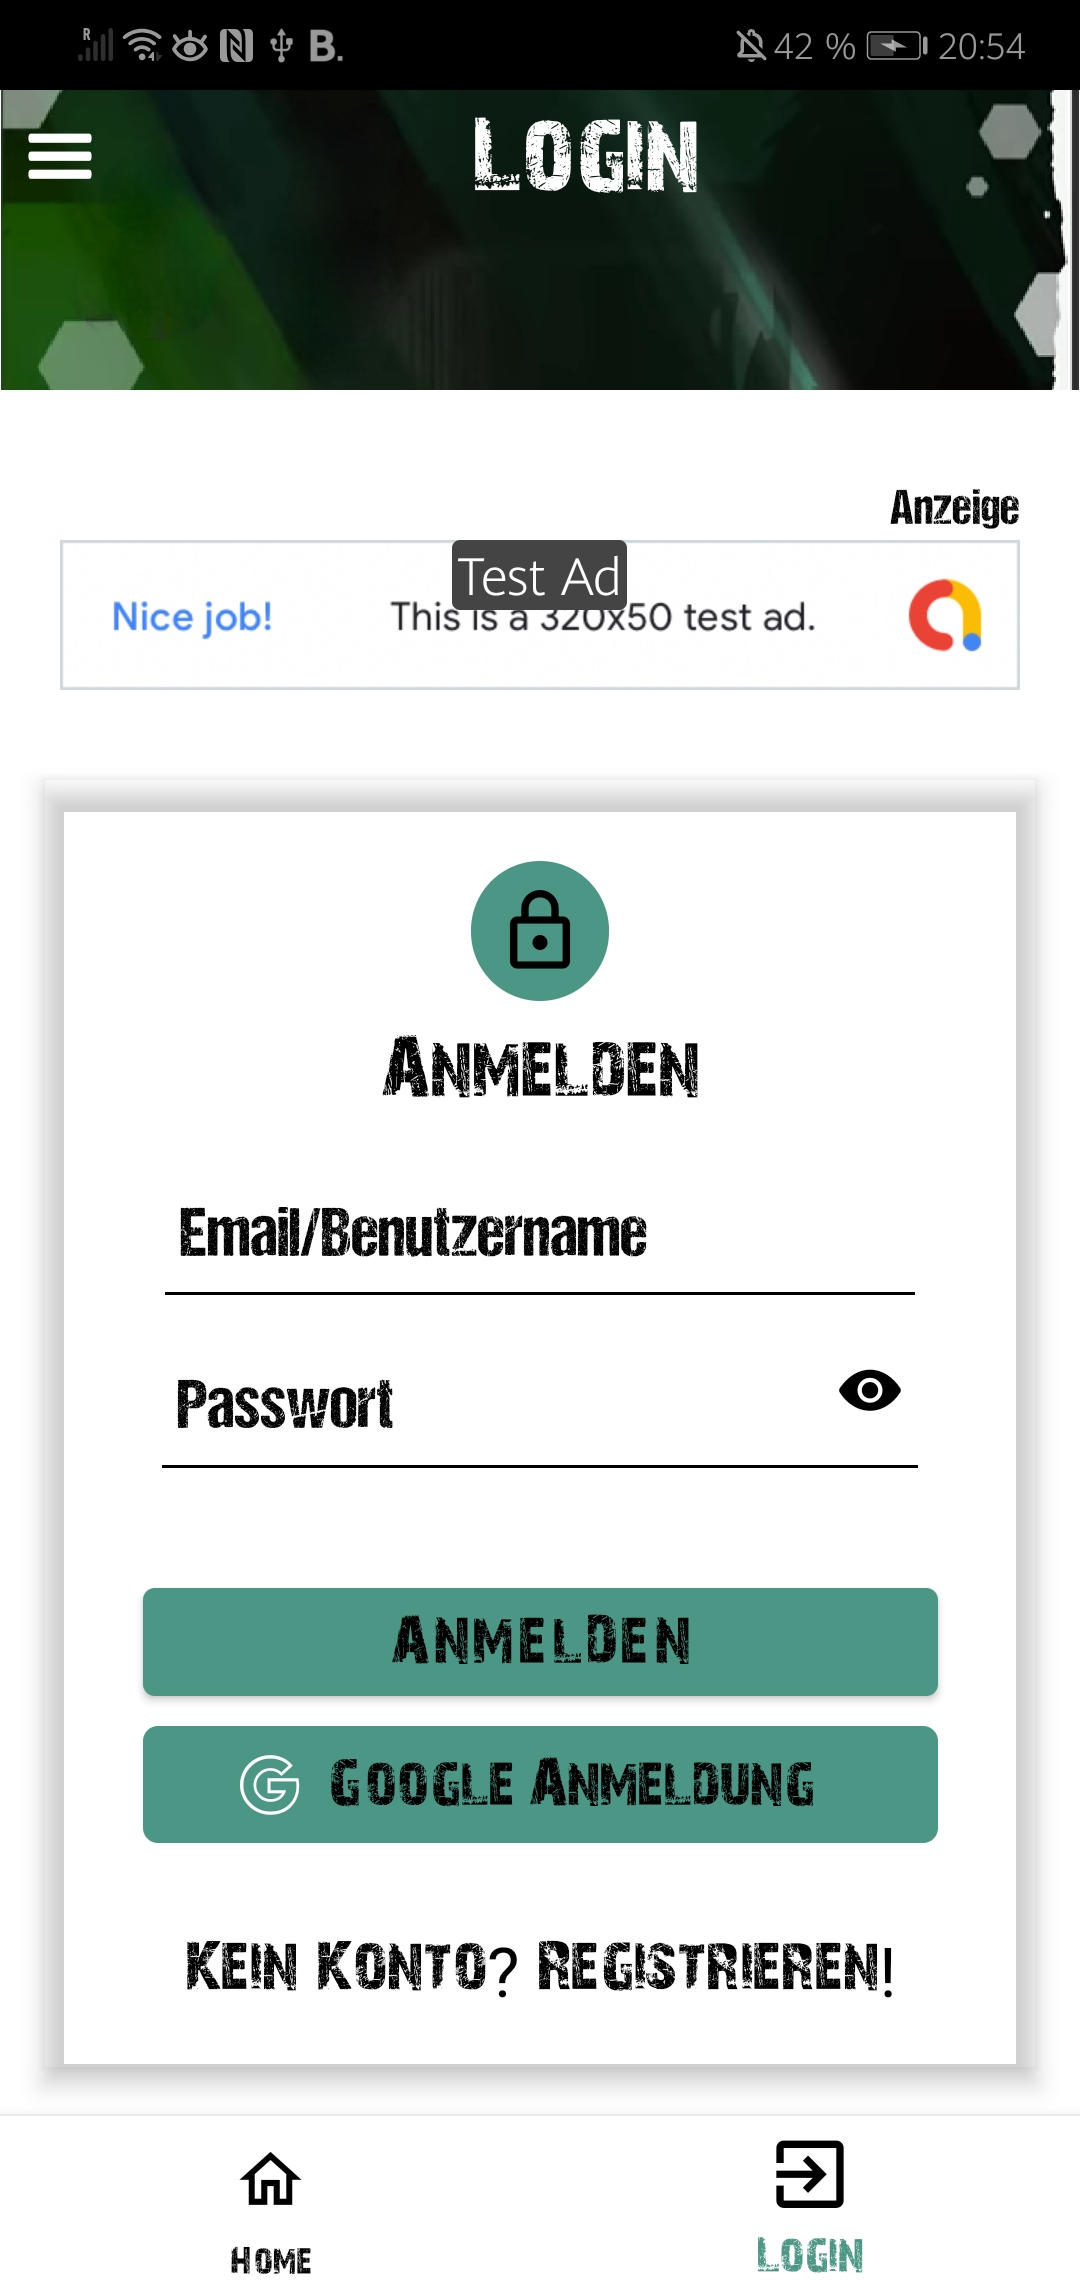 R B. 42 % 20:54
LOGIN
Anzeige
Test Ad
Nice job! This is a 320x50 test ad.
ANMELDEN
Email/Benutzername
Passwort
ANMELDEN
G GOOGLE ANMELDUNG
KEIN KONTO? REGISTRIEREN!
HOME LOGIN